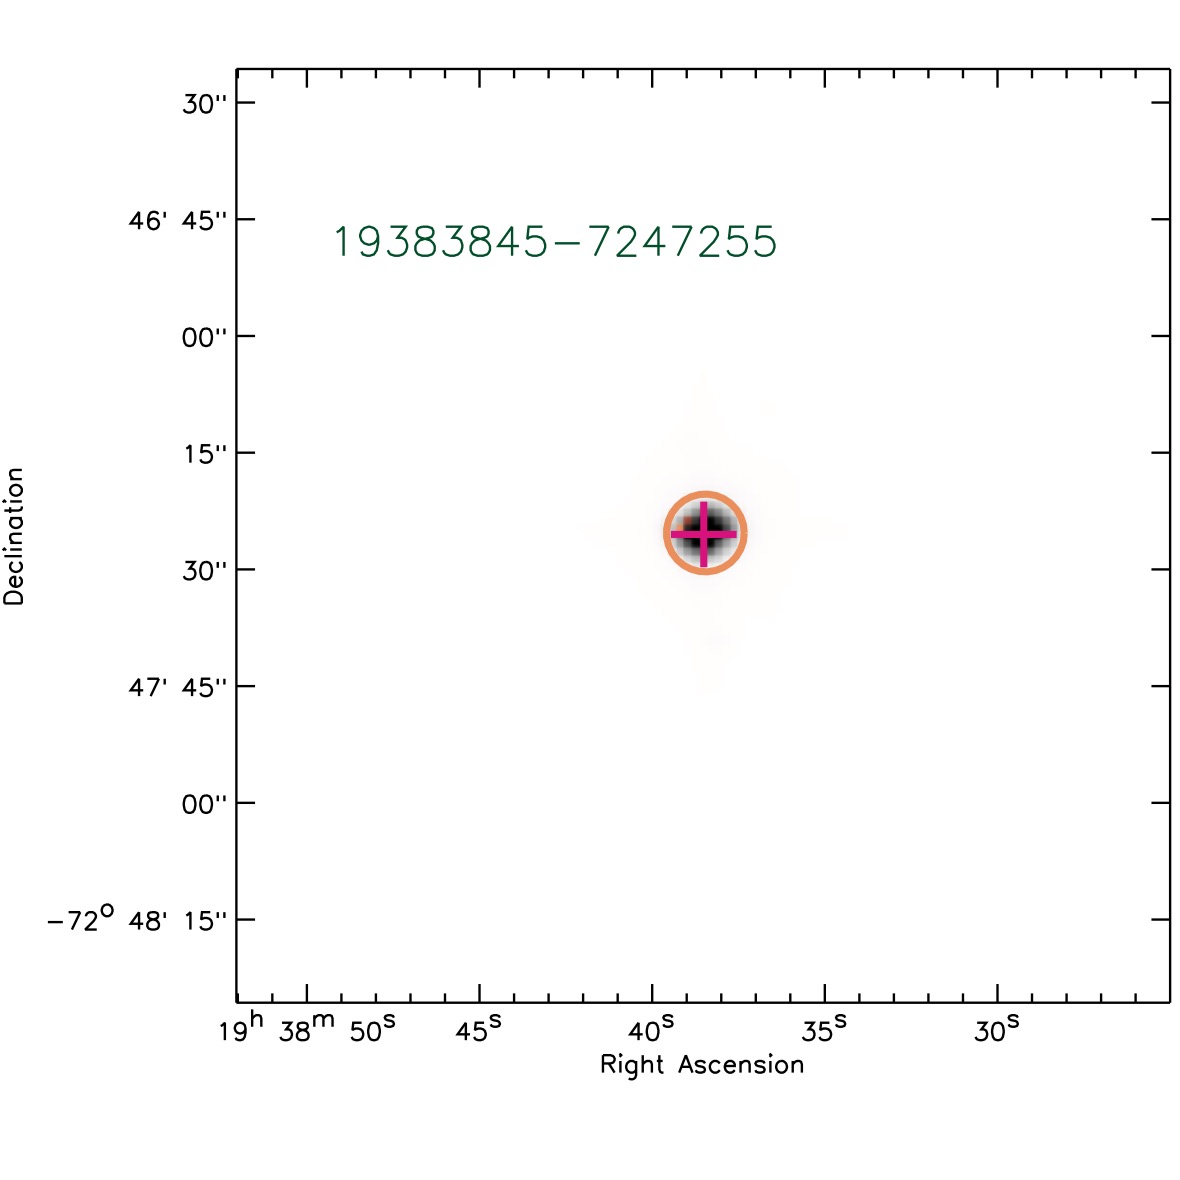 30"
46' 45"
19383845-7247255
00"
15"
30"
47' 45"
00"
-72° 48' 15"
19h 38m 50s 45s 40s 35s 30s
Right Ascension
Declination